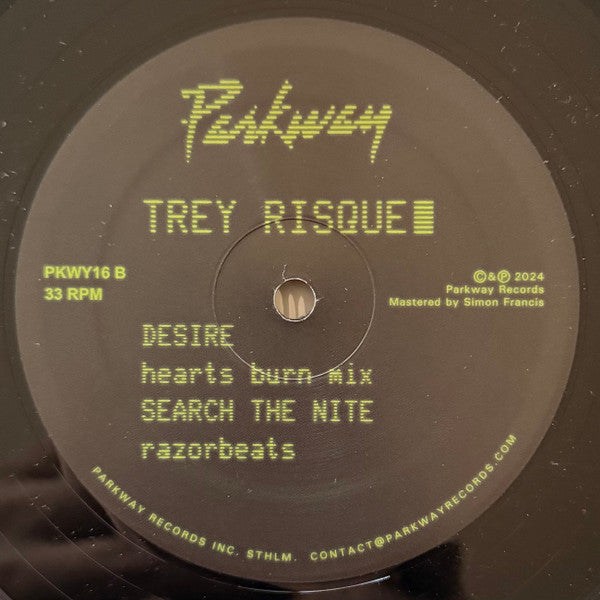 Parkway
TREY RISQUE
PKWY16 B
33 RPM
©&℗ 2024
Parkway Records
Mastered by Simon Francis
DESIRE
hearts burn mix
SEARCH THE NITE
razorbeats
PARKWAY RECORDS INC. STHLM. CONTACT@PARKWAYRECORDS.COM